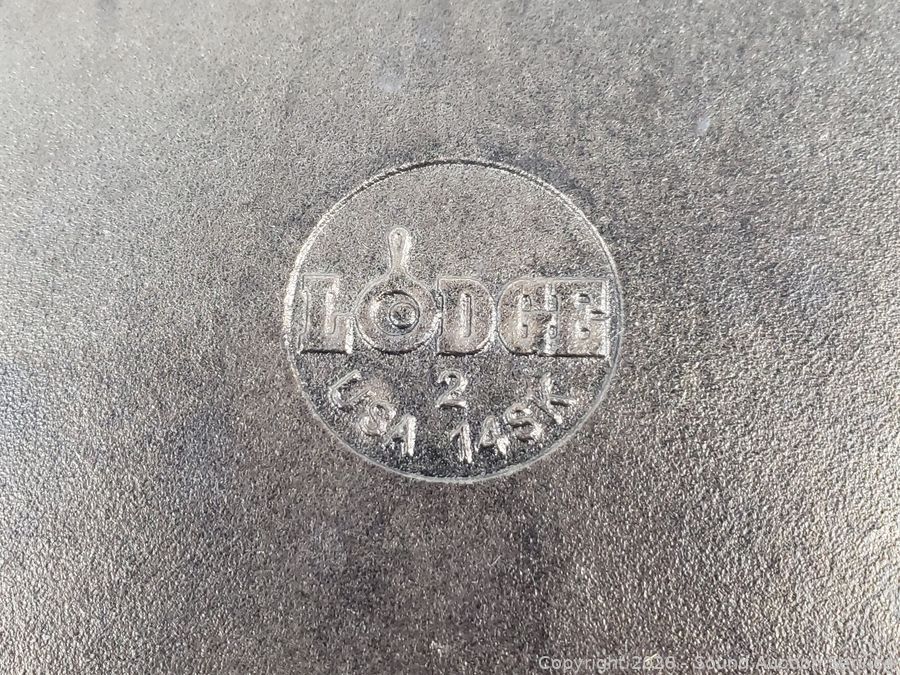 LODGE
2
USA 14SK
Copyright 2026 - Sound Auction Service